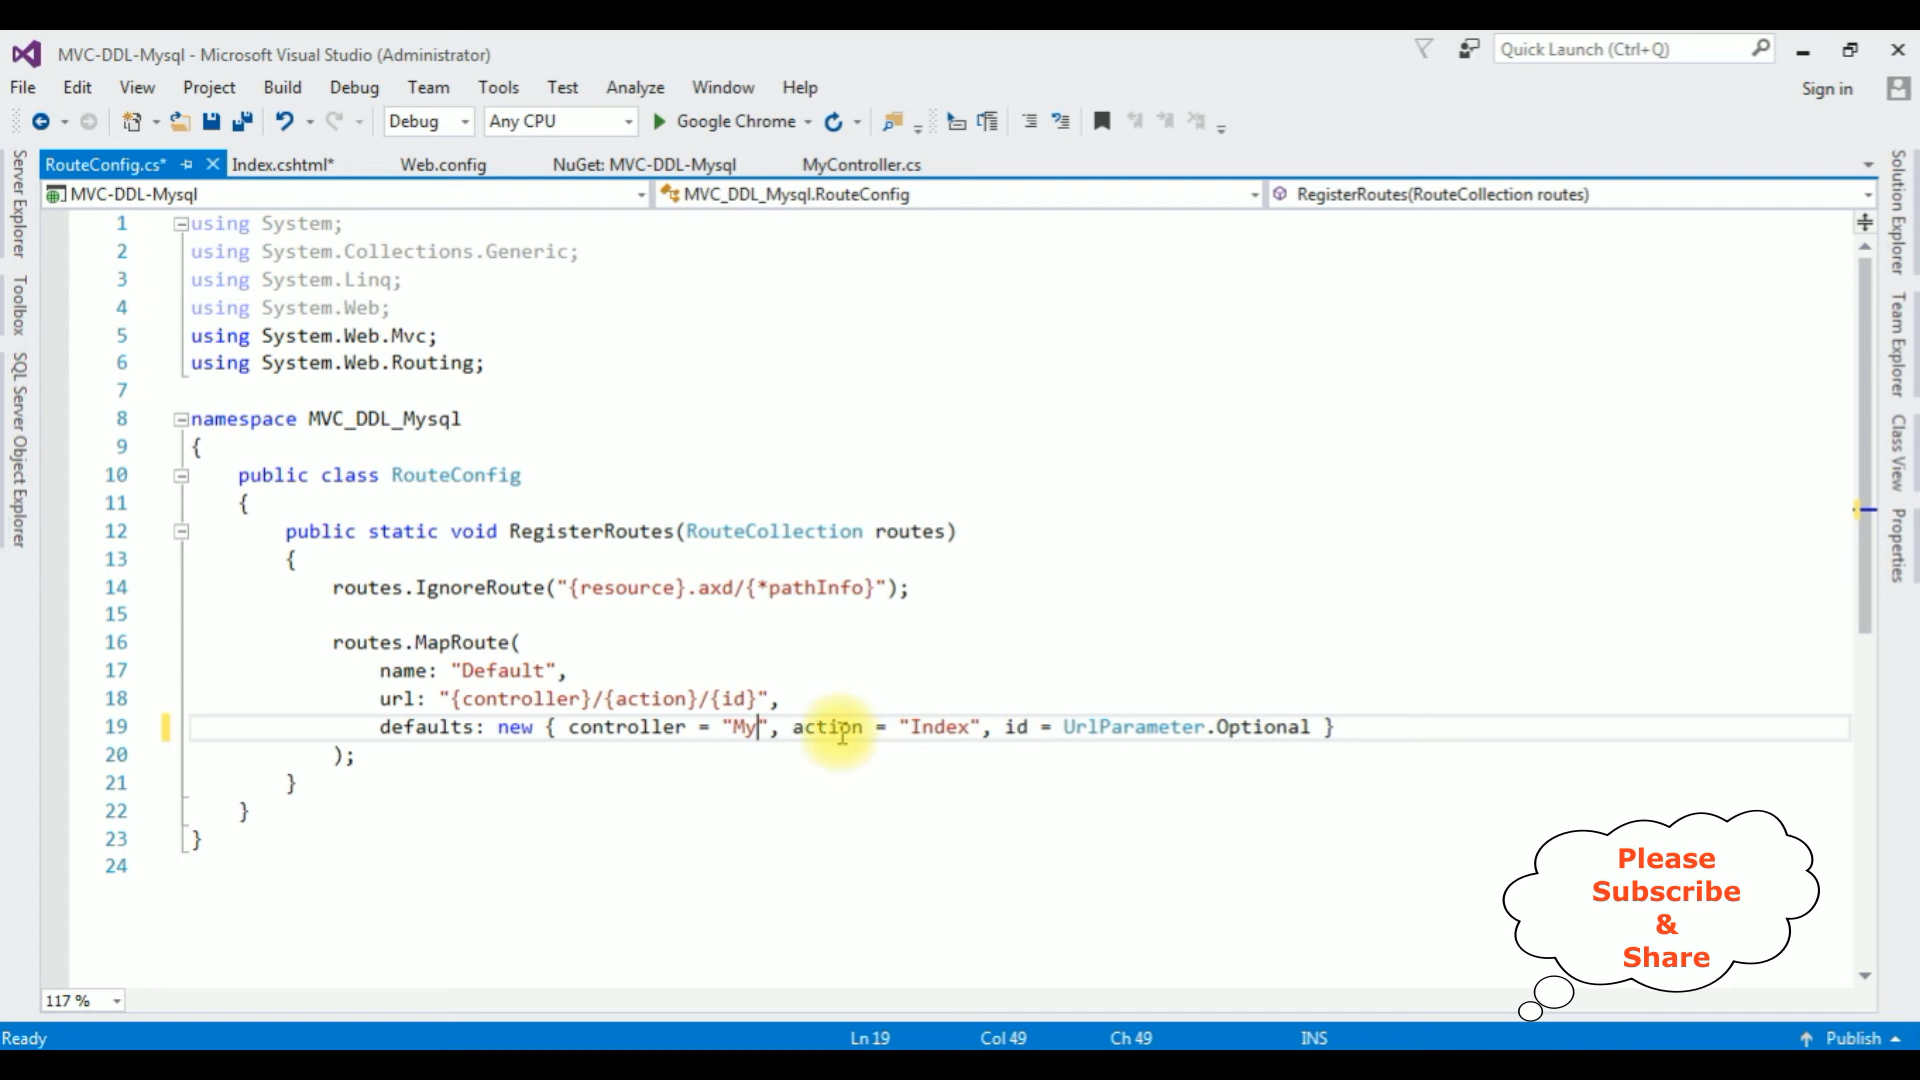 MVC-DDL-Mysql - Microsoft Visual Studio (Administrator)
Quick Launch (Ctrl+Q)
File Edit View Project Build Debug Team Tools Test Analyze Window Help
Sign in
Debug Any CPU Google Chrome
RouteConfig.cs* Index.cshtml* Web.config NuGet: MVC-DDL-Mysql MyController.cs
MVC-DDL-Mysql MVC_DDL_Mysql.RouteConfig RegisterRoutes(RouteCollection routes)
Server Explorer
Toolbox
SQL Server Object Explorer
1 using System;
2 using System.Collections.Generic;
3 using System.Linq;
4 using System.Web;
5 using System.Web.Mvc;
6 using System.Web.Routing;
7
8 namespace MVC_DDL_Mysql
9 {
10 public class RouteConfig
11 {
12 public static void RegisterRoutes(RouteCollection routes)
13 {
14 routes.IgnoreRoute("{resource}.axd/{*pathInfo}");
15
16 routes.MapRoute(
17 name: "Default",
18 url: "{controller}/{action}/{id}",
19 defaults: new { controller = "My", action = "Index", id = UrlParameter.Optional }
20 );
21 }
22 }
23 }
24
Solution Explorer
Team Explorer
Class View
Properties
Please
Subscribe
&
Share
117 %
Ready Ln 19 Col 49 Ch 49 INS Publish